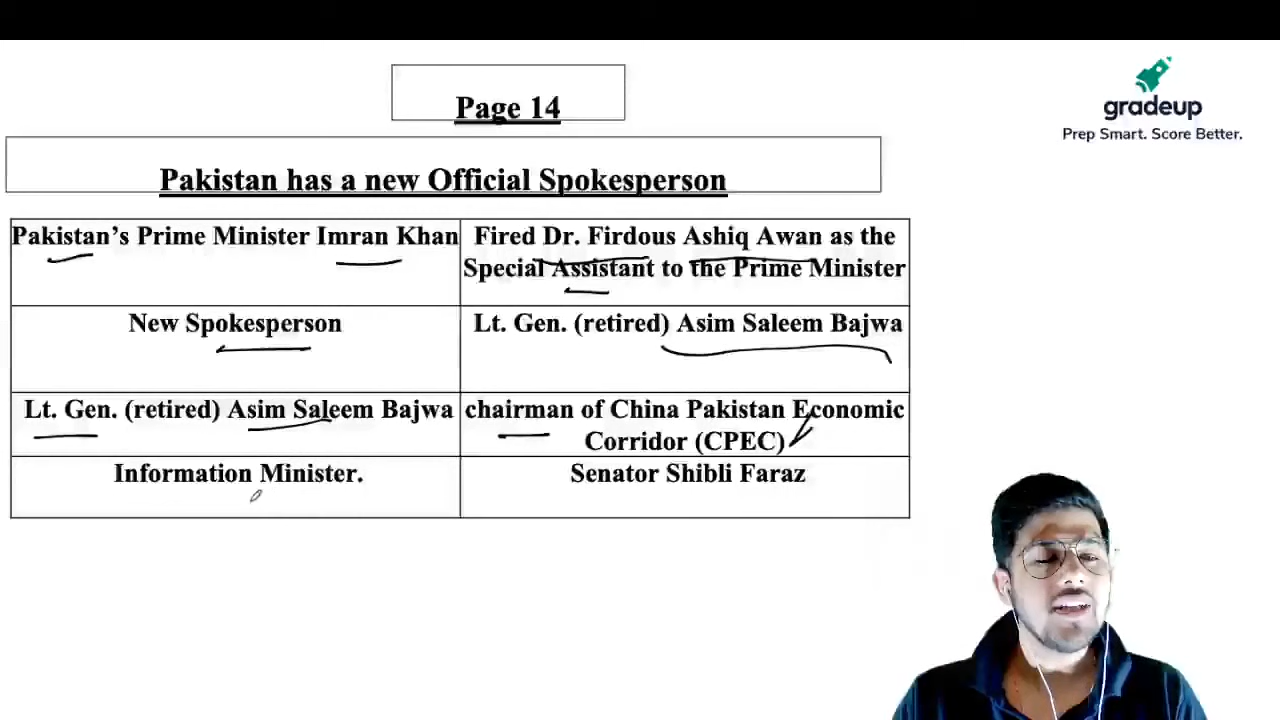 gradeup
Prep Smart. Score Better.
Page 14
Pakistan has a new Official Spokesperson
Pakistan’s Prime Minister Imran Khan
Fired Dr. Firdous Ashiq Awan as the
Special Assistant to the Prime Minister
New Spokesperson
Lt. Gen. (retired) Asim Saleem Bajwa
Lt. Gen. (retired) Asim Saleem Bajwa
chairman of China Pakistan Economic
Corridor (CPEC)
Information Minister.
Senator Shibli Faraz